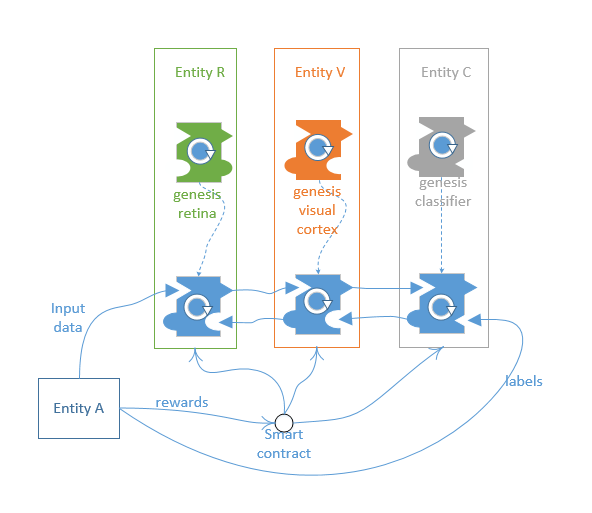 Entity R
Entity V
Entity C
genesis
retina
genesis
visual
cortex
genesis
classifier
Input
data
Entity A
rewards
Smart
contract
labels